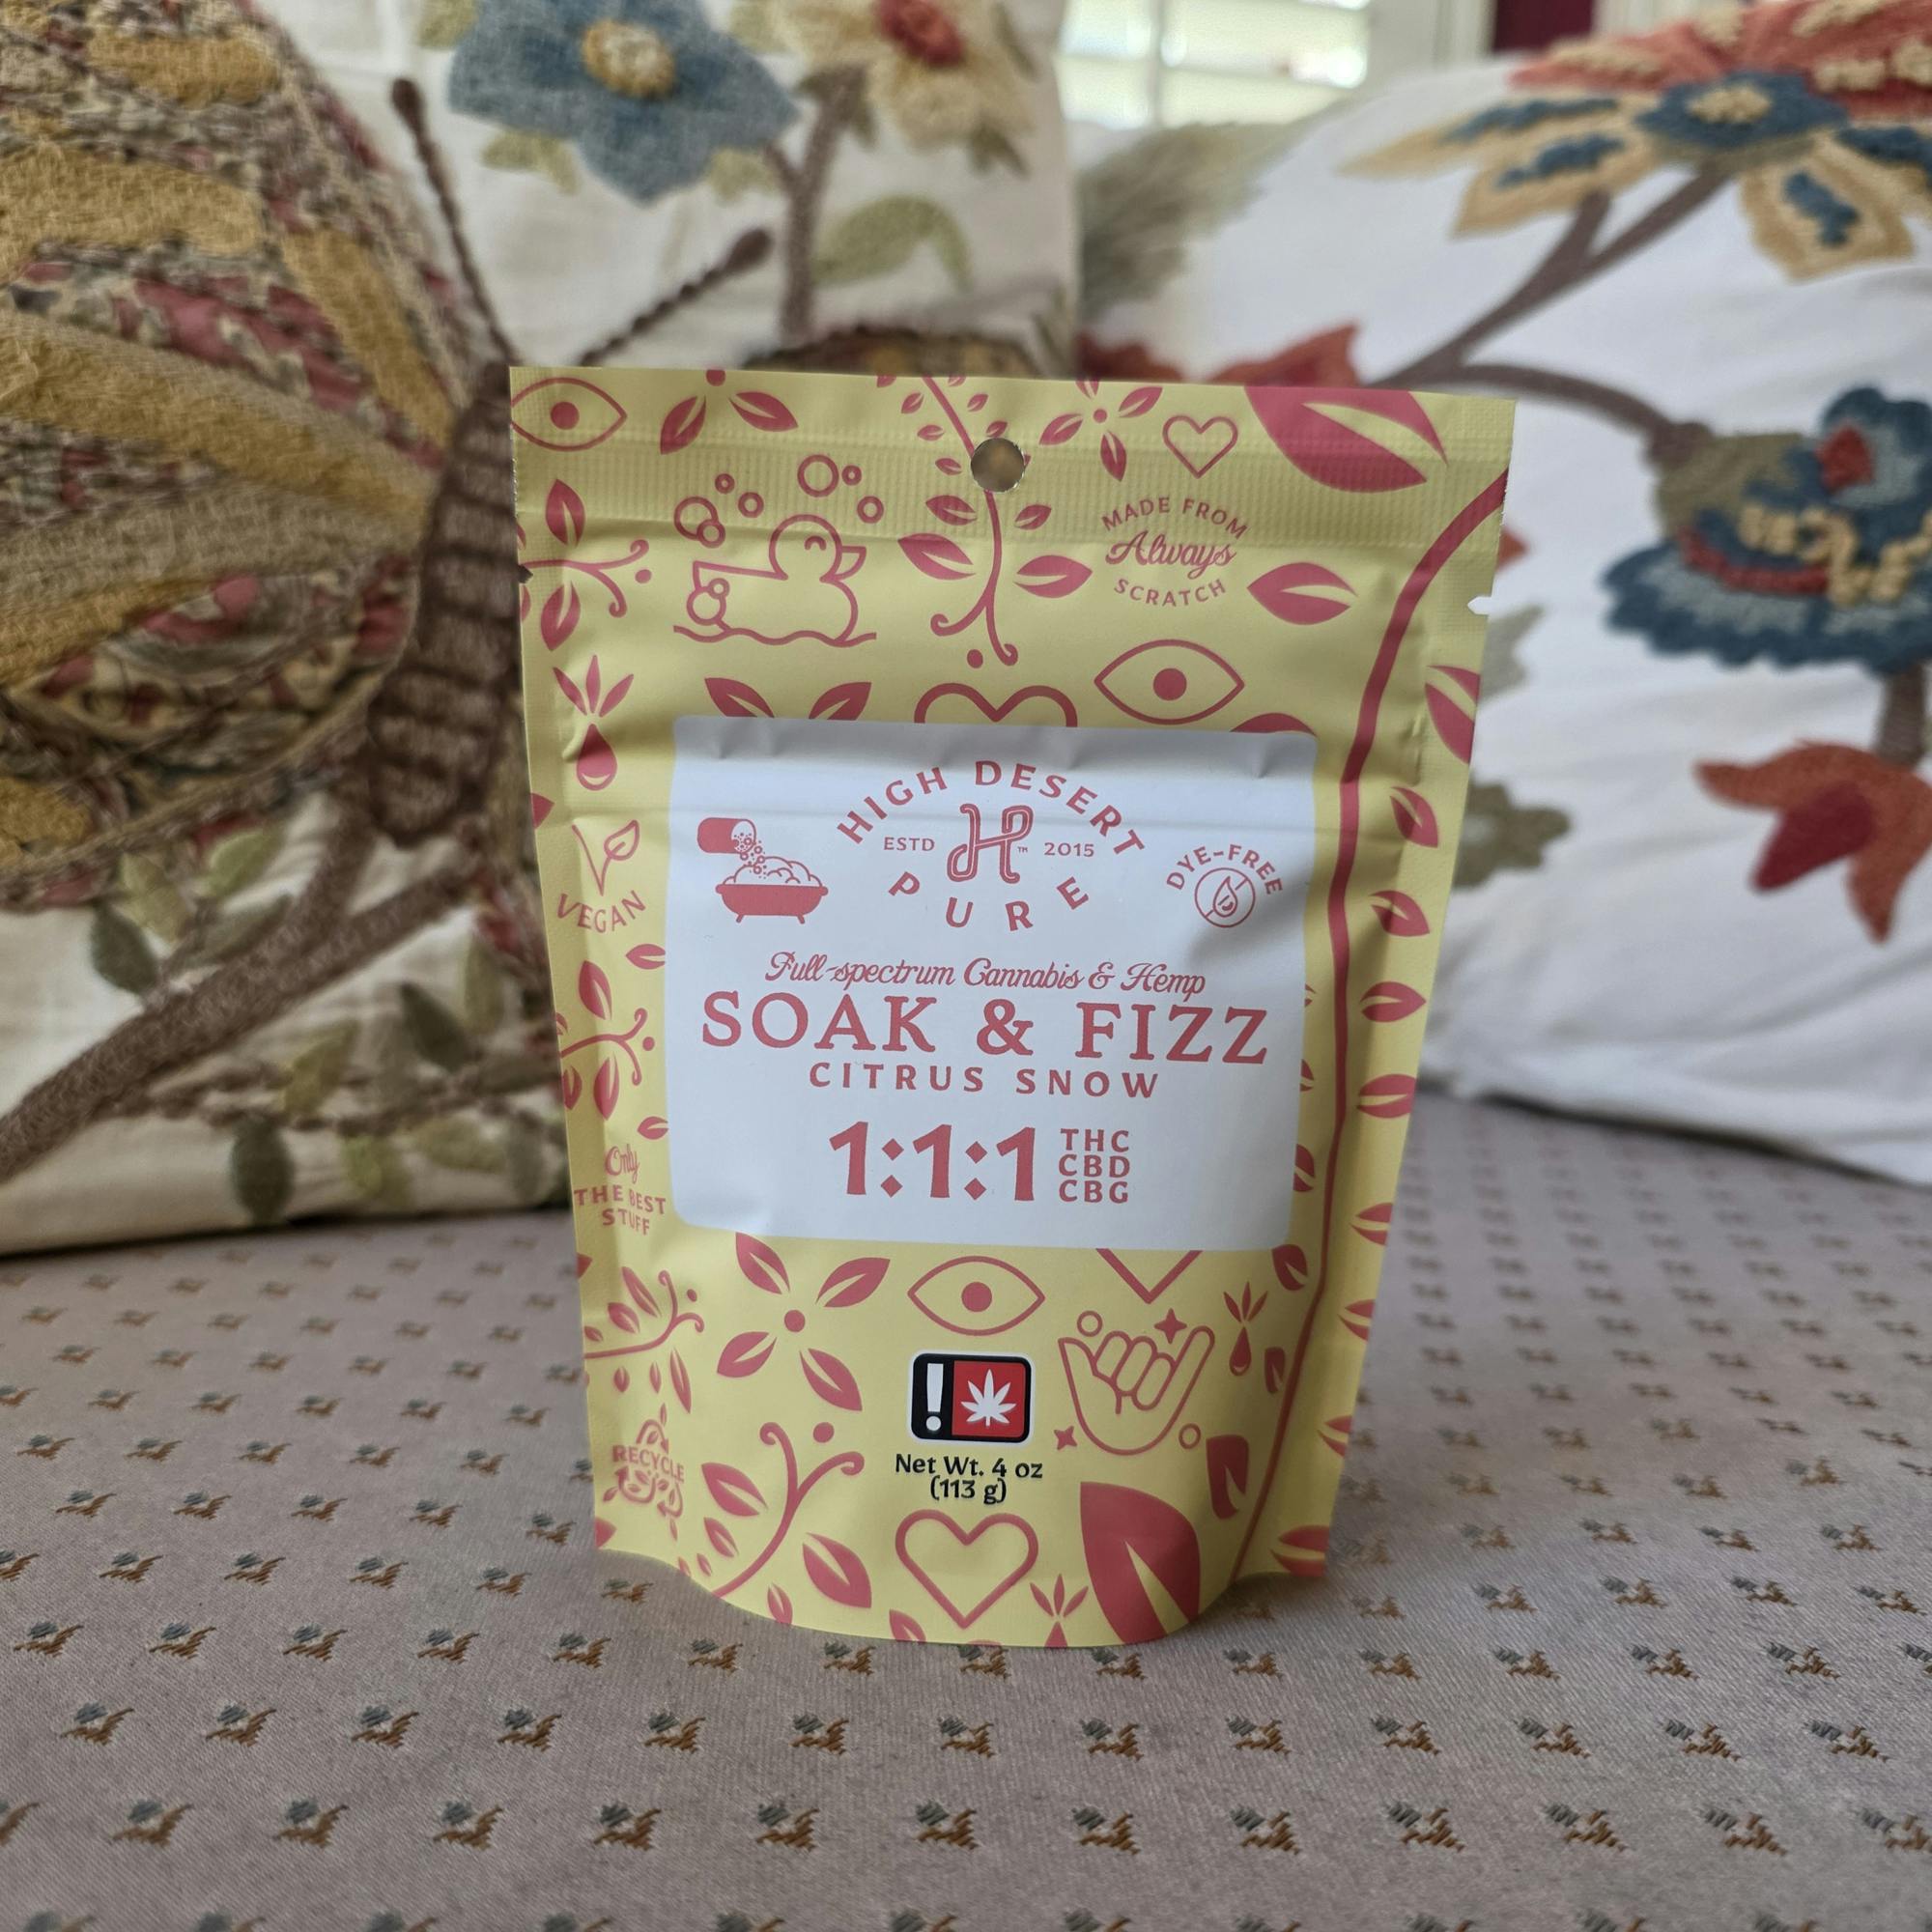 MADE FROM
Always
SCRATCH
HIGH DESERT
ESTD H ™ 2015
PURE
DYE-FREE
VEGAN
Full-spectrum Cannabis & Hemp
SOAK & FIZZ
CITRUS SNOW
1:1:1 THC
CBD
CBG
Only
THE BEST
STUFF
RECYCLE
!
Net Wt. 4 oz
(113 g)